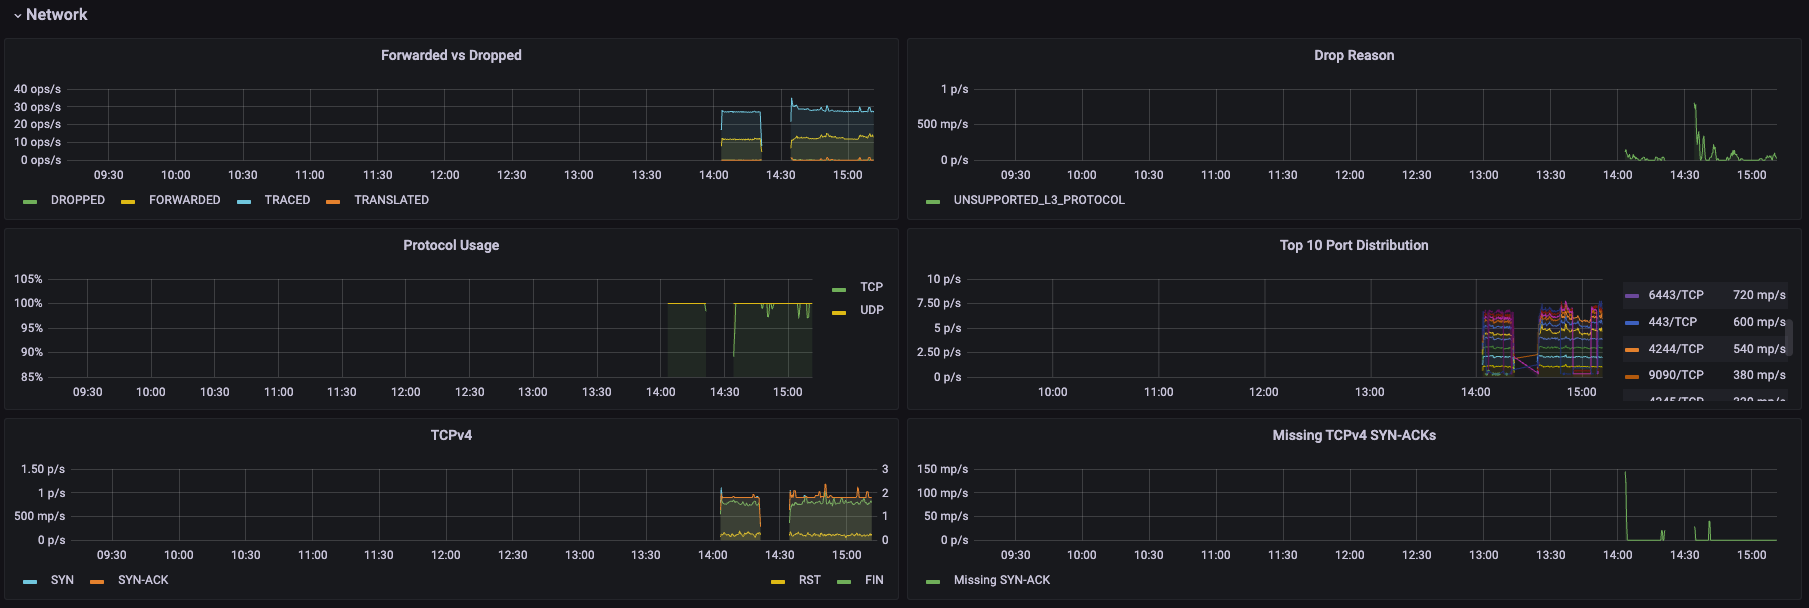 Network
Forwarded vs Dropped
40 ops/s
30 ops/s
20 ops/s
10 ops/s
0 ops/s
09:30 10:00 10:30 11:00 11:30 12:00 12:30 13:00 13:30 14:00 14:30 15:00
DROPPED FORWARDED TRACED TRANSLATED
Drop Reason
1 p/s
500 mp/s
0 p/s
09:30 10:00 10:30 11:00 11:30 12:00 12:30 13:00 13:30 14:00 14:30 15:00
UNSUPPORTED_L3_PROTOCOL
Protocol Usage
105%
100%
95%
90%
85%
09:30 10:00 10:30 11:00 11:30 12:00 12:30 13:00 13:30 14:00 14:30 15:00
TCP
UDP
Top 10 Port Distribution
10 p/s
7.50 p/s
5 p/s
2.50 p/s
0 p/s
10:00 11:00 12:00 13:00 14:00 15:00
6443/TCP 720 mp/s
443/TCP 600 mp/s
4244/TCP 540 mp/s
9090/TCP 380 mp/s
TCPv4
1.50 p/s
1 p/s
500 mp/s
0 p/s
3
2
1
0
09:30 10:00 10:30 11:00 11:30 12:00 12:30 13:00 13:30 14:00 14:30 15:00
SYN SYN-ACK RST FIN
Missing TCPv4 SYN-ACKs
150 mp/s
100 mp/s
50 mp/s
0 p/s
09:30 10:00 10:30 11:00 11:30 12:00 12:30 13:00 13:30 14:00 14:30 15:00
Missing SYN-ACK